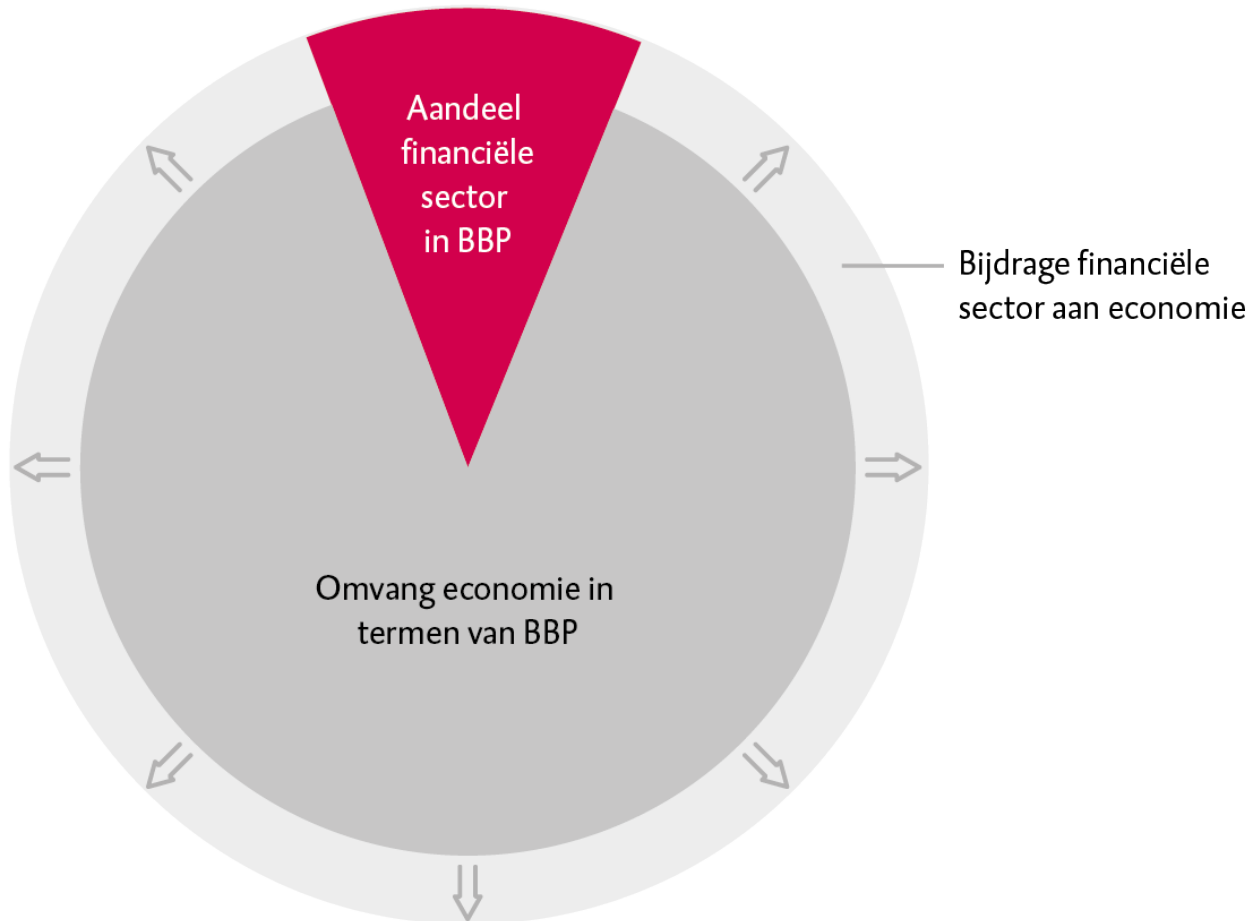 Aandeel
financiële
sector
in BBP
Bijdrage financiële
sector aan economie
Omvang economie in
termen van BBP